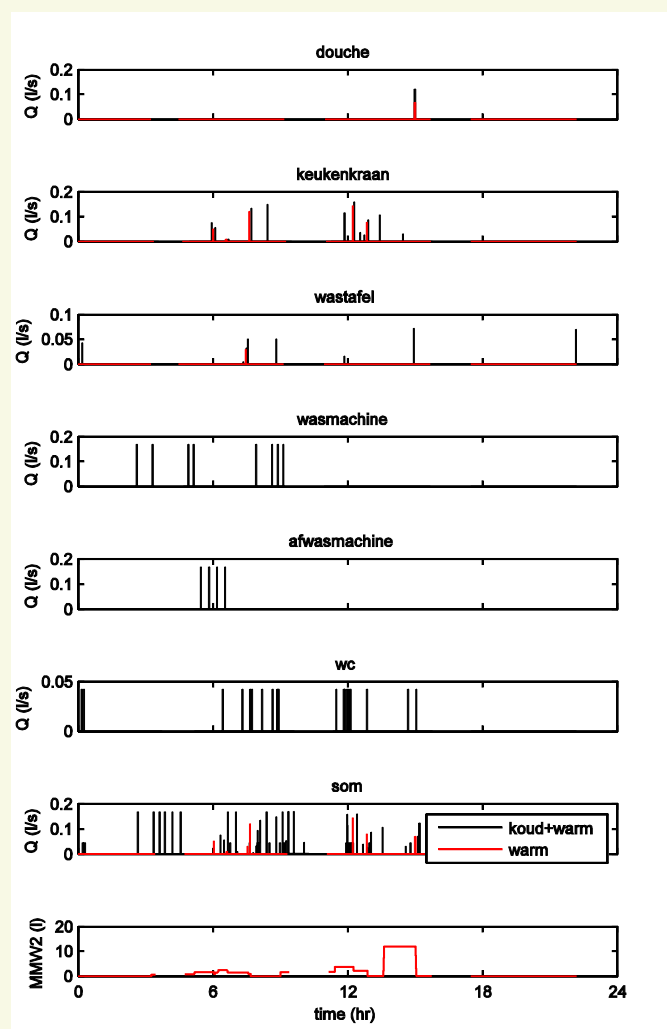 douche
0.2
0.1
0
Q (l/s)
keukenkraan
0.2
0.1
0
Q (l/s)
wastafel
0.1
0.05
0
Q (l/s)
wasmachine
0.2
0.1
0
Q (l/s)
afwasmachine
0.2
0.1
0
Q (l/s)
wc
0.05
0
Q (l/s)
som
0.2
0.1
0
Q (l/s)
koud+warm
warm
20
10
0
MMW2 (l)
0 6 12 18 24
time (hr)